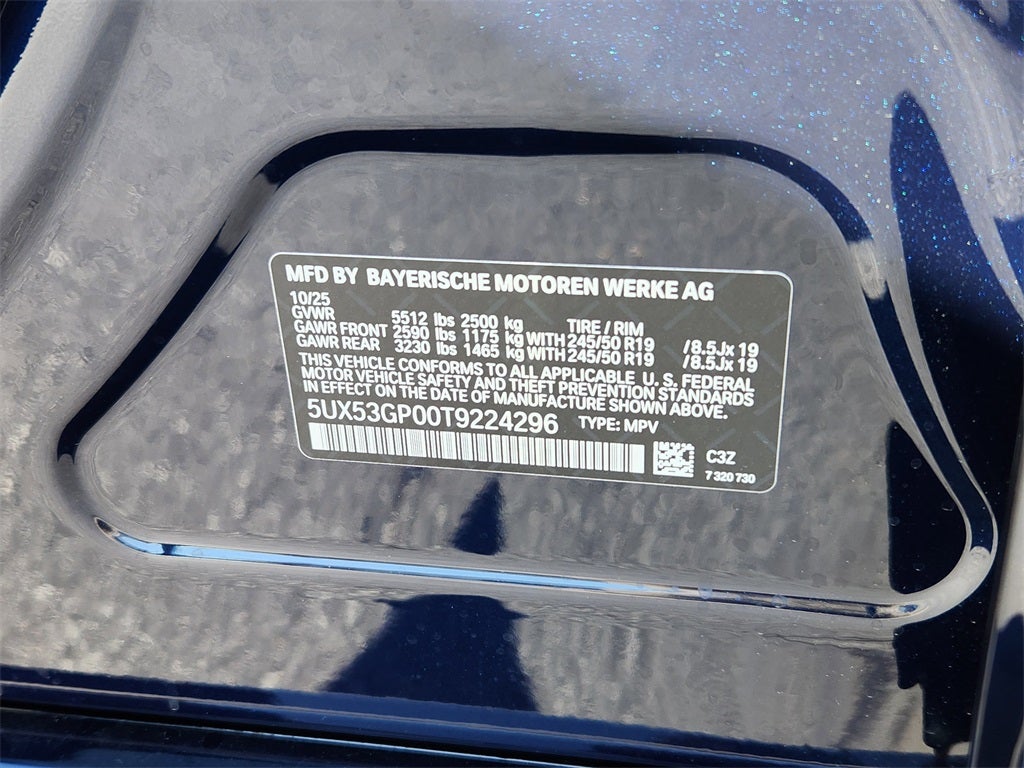 MFD BY BAYERISCHE MOTOREN WERKE AG
10/25
GVWR 5512 lbs 2500 kg TIRE / RIM
GAWR FRONT 2590 lbs 1175 kg WITH 245/50 R19 /8.5Jx19
GAWR REAR 3230 lbs 1465 kg WITH 245/50 R19 /8.5Jx19
THIS VEHICLE CONFORMS TO ALL APPLICABLE U. S. FEDERAL
MOTOR VEHICLE SAFETY AND THEFT PREVENTION STANDARDS
IN EFFECT ON THE DATE OF MANUFACTURE SHOWN ABOVE.
5UX53GP00T9224296 TYPE: MPV
C3Z
7 320 730